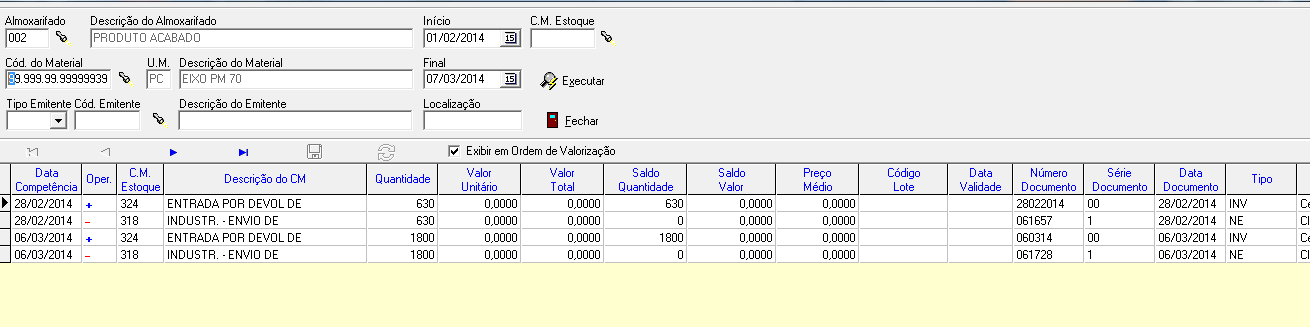 Almoxarifado Descrição do Almoxarifado Início C.M. Estoque
002 PRODUTO ACABADO 01/02/2014 15
Cód. do Material U.M. Descrição do Material Final
99.999.99.99999939 PC EIXO PM 70 07/03/2014 15 Executar
Tipo Emitente Cód. Emitente Descrição do Emitente Localização
Fechar
Exibir em Ordem de Valorização
Data Competência Oper. C.M. Estoque Descrição do CM Quantidade Valor Unitário Valor Total Saldo Quantidade Saldo Valor Preço Médio Código Lote Data Validade Número Documento Série Documento Data Documento Tipo
28/02/2014 + 324 ENTRADA POR DEVOL DE 630 0,0000 0,0000 630 0,0000 0,0000 28022014 00 28/02/2014 INV Ce
28/02/2014 - 318 INDUSTR. - ENVIO DE 630 0,0000 0,0000 0 0,0000 0,0000 061657 1 28/02/2014 NE Cl
06/03/2014 + 324 ENTRADA POR DEVOL DE 1800 0,0000 0,0000 1800 0,0000 0,0000 060314 00 06/03/2014 INV Ce
06/03/2014 - 318 INDUSTR. - ENVIO DE 1800 0,0000 0,0000 0 0,0000 0,0000 061728 1 06/03/2014 NE Cl